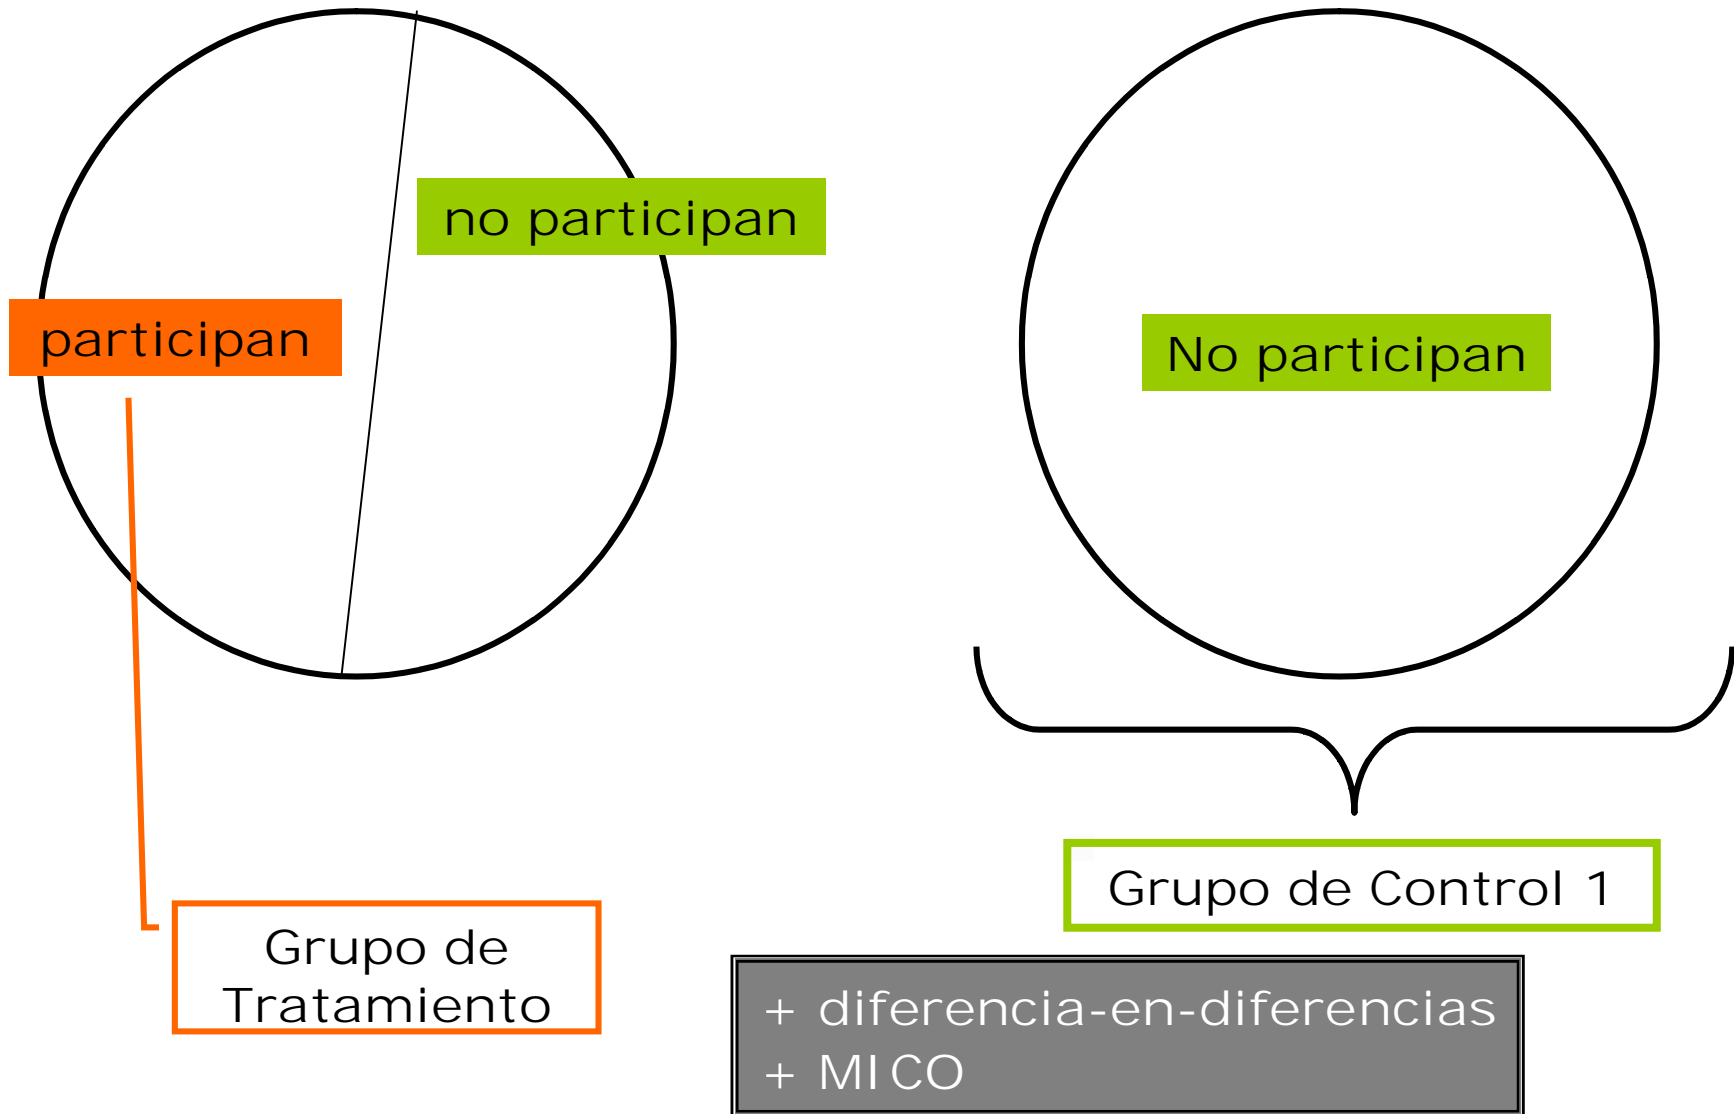 no participan
participan
No participan
Grupo de Control 1
Grupo de
Tratamiento
+ diferencia-en-diferencias
+ MICO